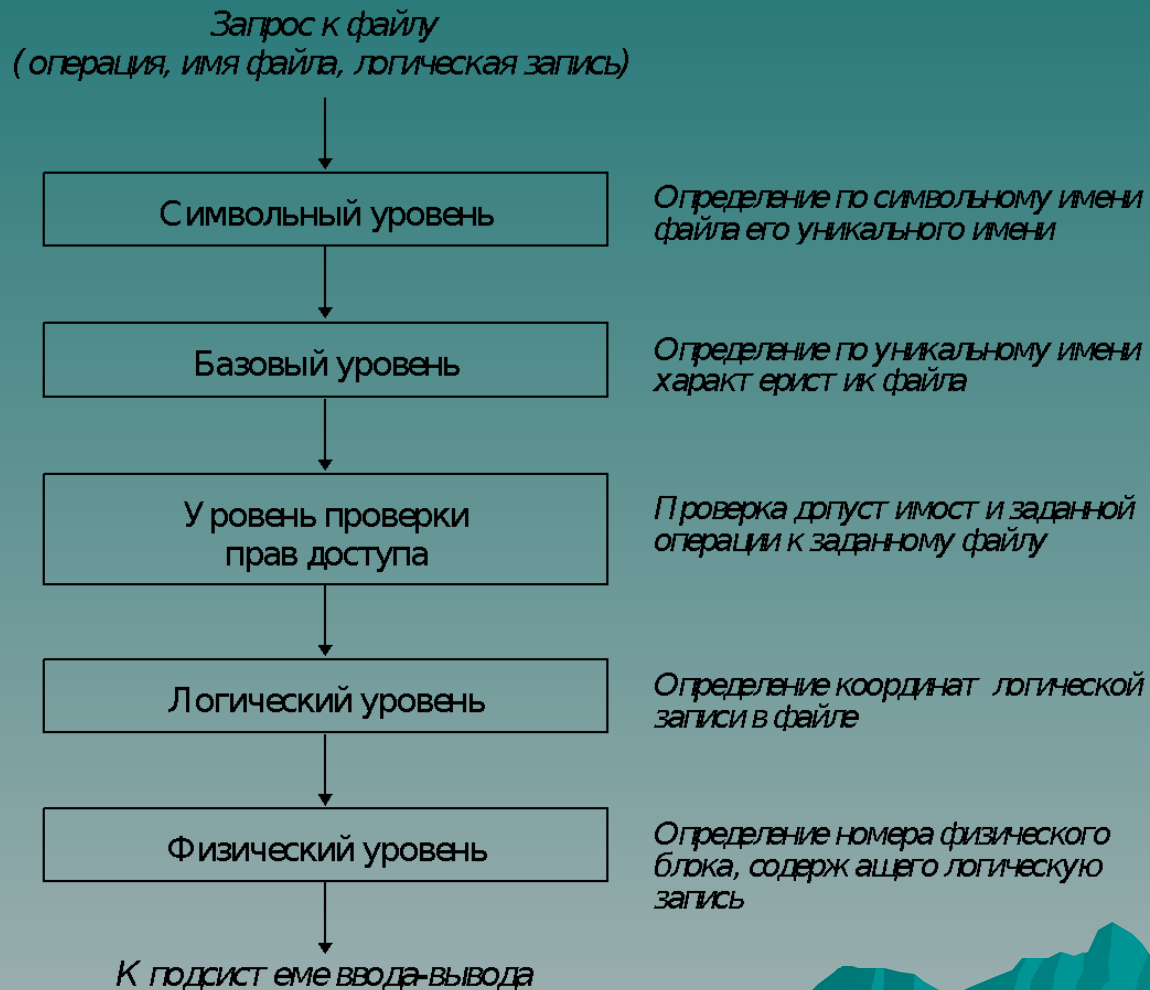 Запрос к файлу
(операция, имя файла, логическая запись)
Символьный уровень
Определение по символьному имени
файла его уникального имени
Базовый уровень
Определение по уникальному имени
характеристик файла
Уровень проверки
прав доступа
Проверка допустимости заданной
операции к заданному файлу
Логический уровень
Определение координат логической
записи в файле
Физический уровень
Определение номера физического
блока, содержащего логическую
запись
К подсистеме ввода-вывода